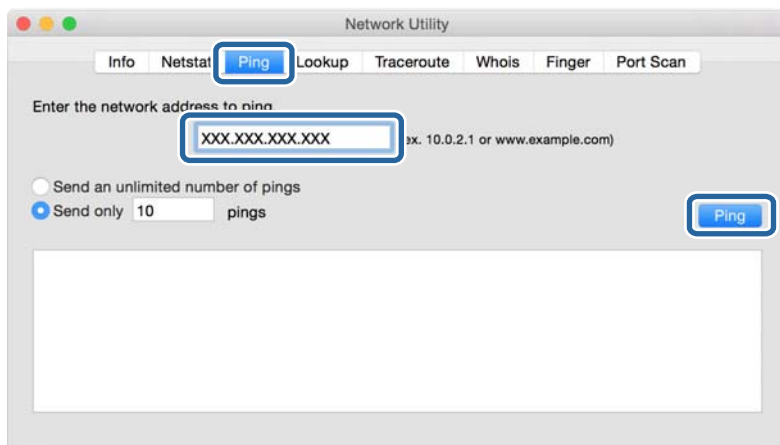 Network Utility
Info Netstat Ping Lookup Traceroute Whois Finger Port Scan
Enter the network address to ping.
XXX.XXX.XXX.XXX ex. 10.0.2.1 or www.example.com)
Send an unlimited number of pings
Send only 10 pings
Ping